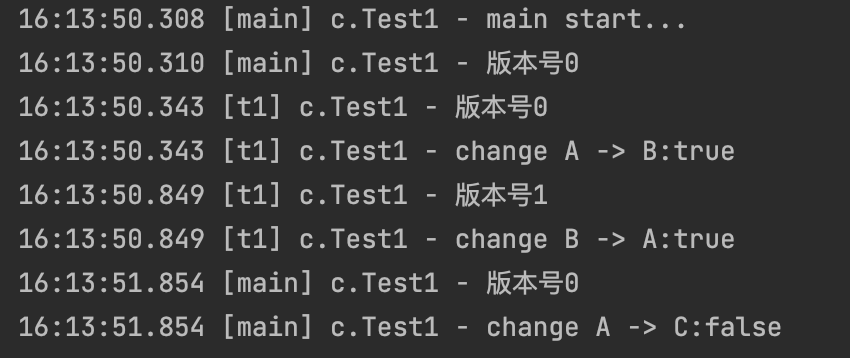 16:13:50.308 [main] c.Test1 - main start...
16:13:50.310 [main] c.Test1 - 版本号0
16:13:50.343 [t1] c.Test1 - 版本号0
16:13:50.343 [t1] c.Test1 - change A -> B:true
16:13:50.849 [t1] c.Test1 - 版本号1
16:13:50.849 [t1] c.Test1 - change B -> A:true
16:13:51.854 [main] c.Test1 - 版本号0
16:13:51.854 [main] c.Test1 - change A -> C:false